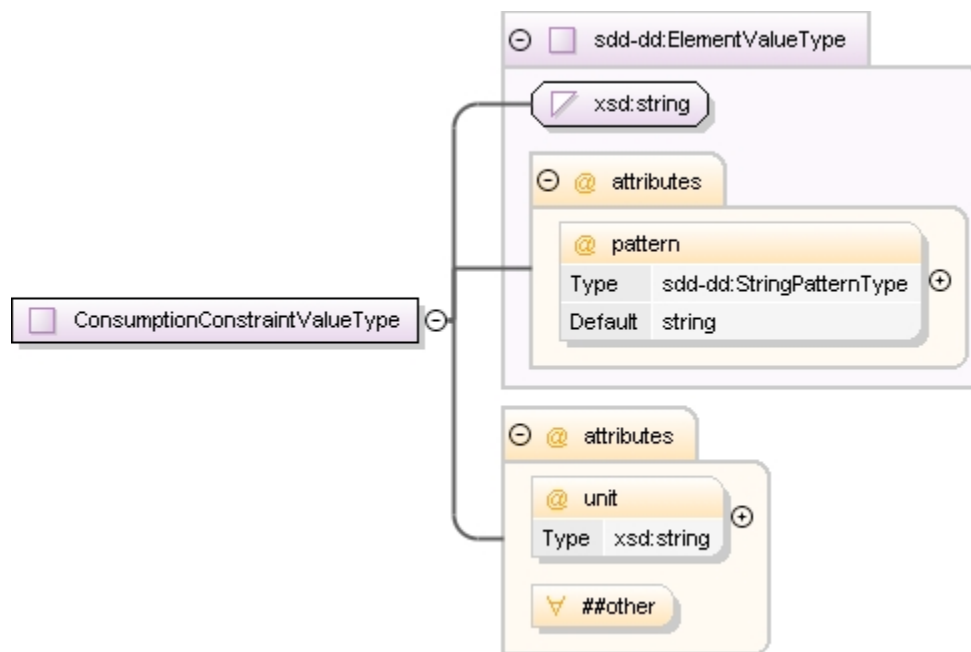 sdd-dd:ElementValueType
xsd:string
@ attributes
@ pattern
Type sdd-dd:StringPatternType
Default string
ConsumptionConstraintValueType
@ attributes
@ unit
Type xsd:string
∀ ##other